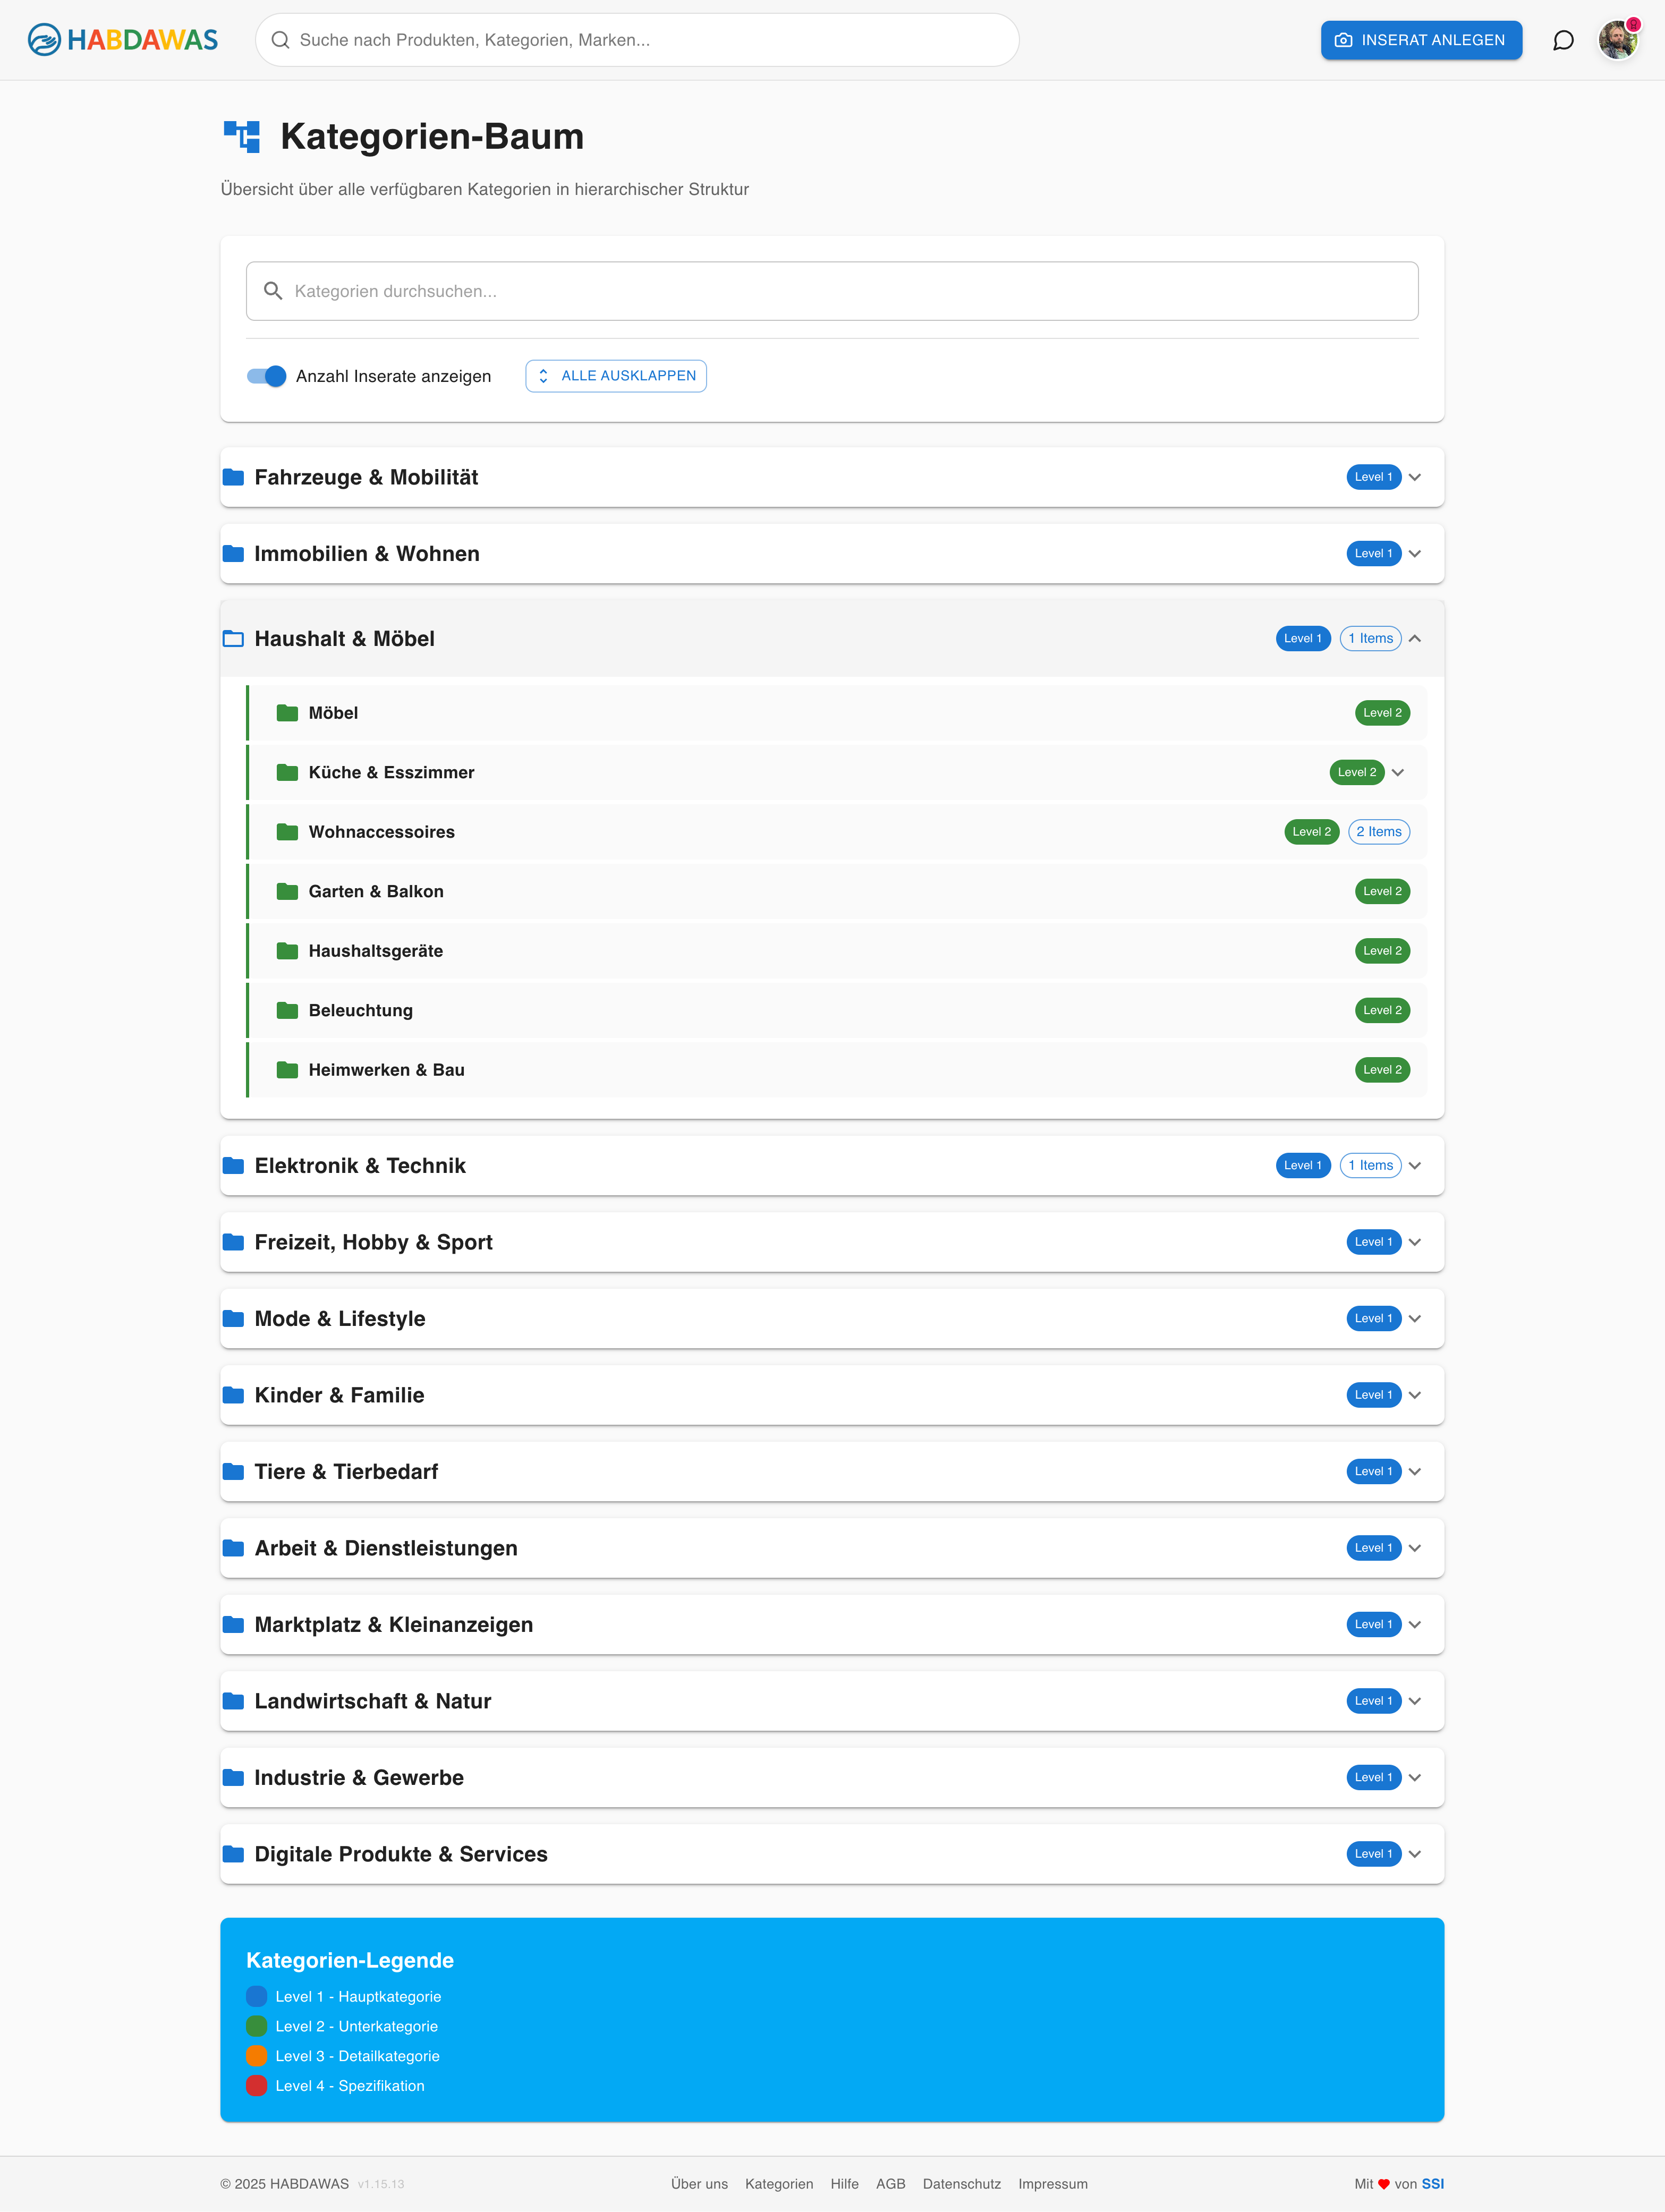 HABDAWAS
Suche nach Produkten, Kategorien, Marken...
INSERAT ANLEGEN
Kategorien-Baum
Übersicht über alle verfügbaren Kategorien in hierarchischer Struktur
Kategorien durchsuchen...
Anzahl Inserate anzeigen
ALLE AUSKLAPPEN
Fahrzeuge & Mobilität Level 1
Immobilien & Wohnen Level 1
Haushalt & Möbel Level 1 1 Items
Möbel Level 2
Küche & Esszimmer Level 2
Wohnaccessoires Level 2 2 Items
Garten & Balkon Level 2
Haushaltsgeräte Level 2
Beleuchtung Level 2
Heimwerken & Bau Level 2
Elektronik & Technik Level 1 1 Items
Freizeit, Hobby & Sport Level 1
Mode & Lifestyle Level 1
Kinder & Familie Level 1
Tiere & Tierbedarf Level 1
Arbeit & Dienstleistungen Level 1
Marktplatz & Kleinanzeigen Level 1
Landwirtschaft & Natur Level 1
Industrie & Gewerbe Level 1
Digitale Produkte & Services Level 1
Kategorien-Legende
Level 1 - Hauptkategorie
Level 2 - Unterkategorie
Level 3 - Detailkategorie
Level 4 - Spezifikation
© 2025 HABDAWAS v1.15.13 Über uns Kategorien Hilfe AGB Datenschutz Impressum Mit ❤ von SSI